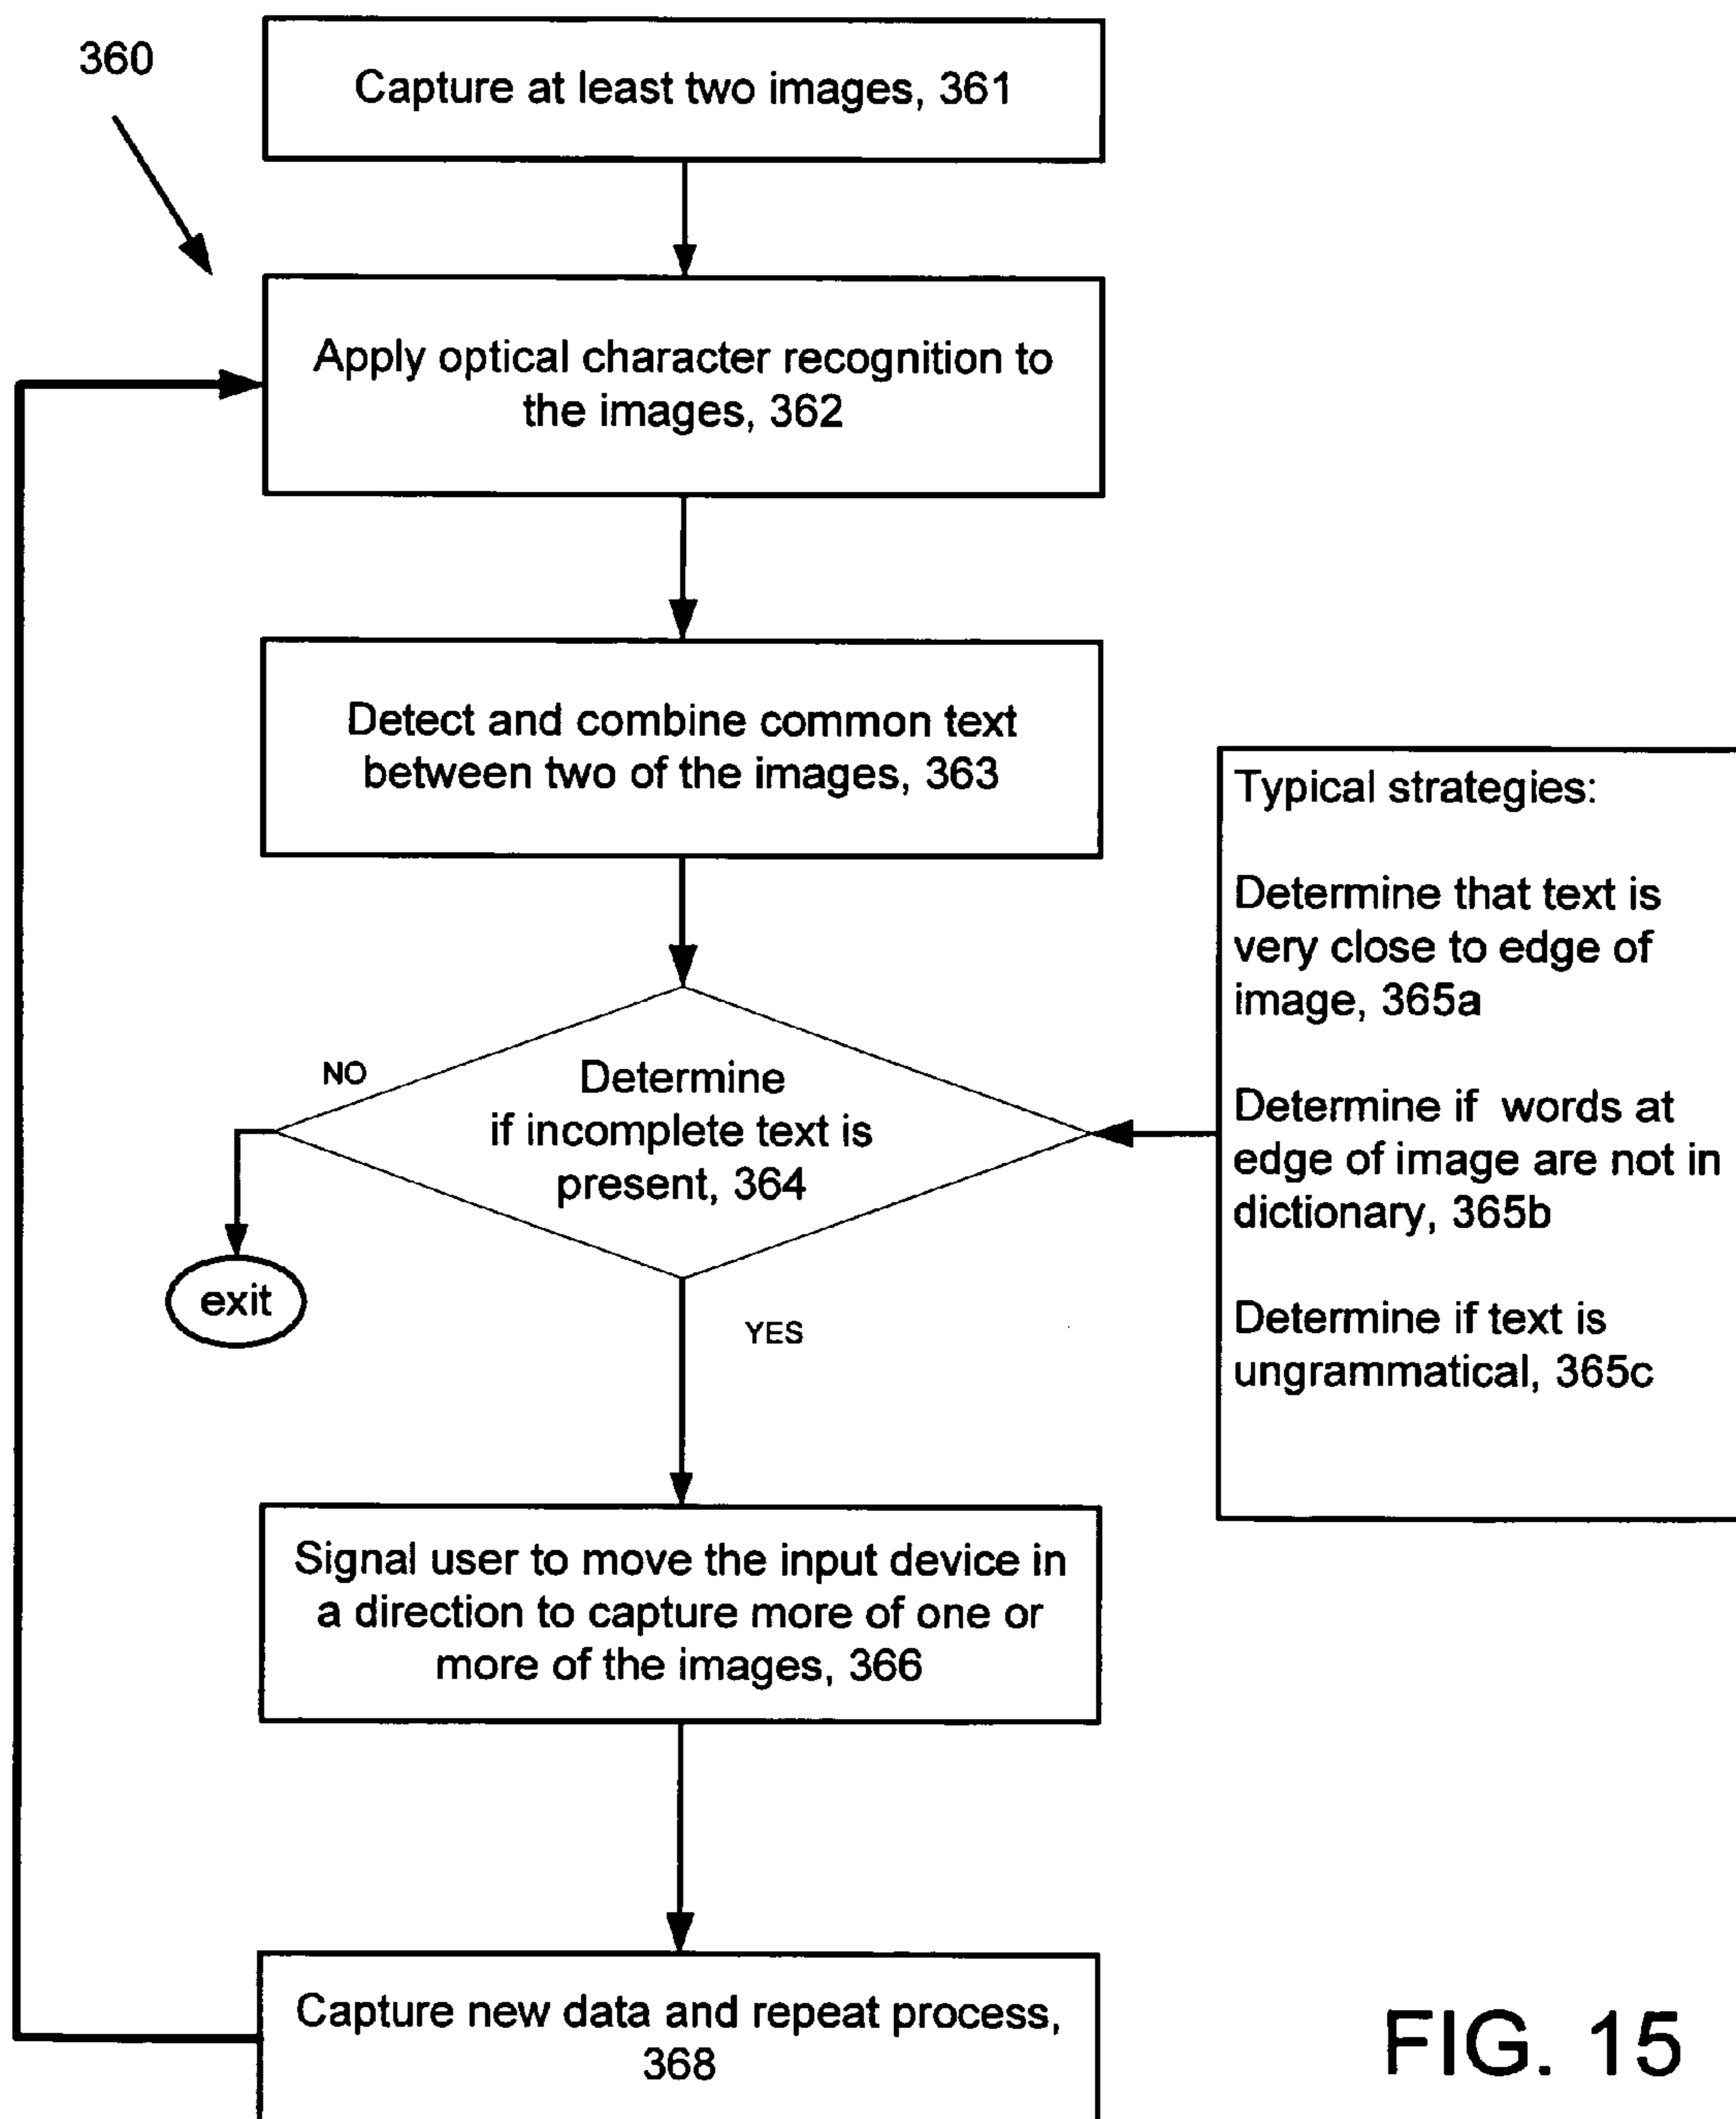 360
Capture at least two images, 361
Apply optical character recognition to
the images, 362
Detect and combine common text
between two of the images, 363
Typical strategies:
Determine that text is
very close to edge of
image, 365a
Determine if words at
edge of image are not in
dictionary, 365b
Determine if text is
ungrammatical, 365c
NO
Determine
if incomplete text is
present, 364
exit
YES
Signal user to move the input device in
a direction to capture more of one or
more of the images, 366
Capture new data and repeat process,
368
FIG. 15